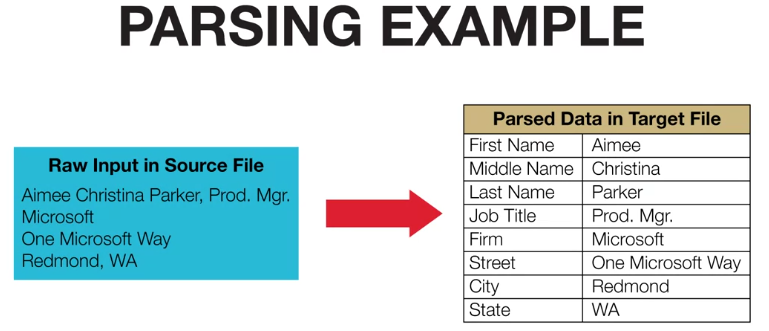 PARSING EXAMPLE
Raw Input in Source File
Aimee Christina Parker, Prod. Mgr.
Microsoft
One Microsoft Way
Redmond, WA
Parsed Data in Target File
First Name Aimee
Middle Name Christina
Last Name Parker
Job Title Prod. Mgr.
Firm Microsoft
Street One Microsoft Way
City Redmond
State WA